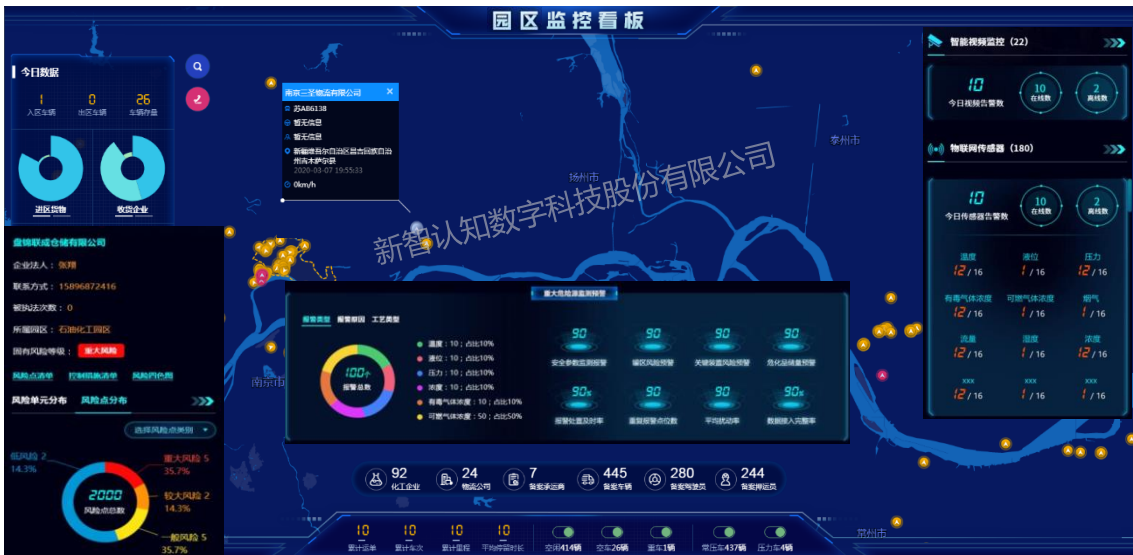 园区监控看板
今日数据
1 0 26
入区车辆 出区车辆 车辆存量
进区货物 收货企业
南京三圣物流有限公司 ×
苏A86138
暂无信息
暂无信息
新疆维吾尔自治区昌吉回族自治
州吉木萨尔县
2020-03-07 19:55:33
0km/h
扬州市
泰州市
南京市
常州市
新智认知数字科技股份有限公司
盘锦联成仓储有限公司
企业法人： 张翔
联系方式： 15896872416
被执法次数： 0
所属园区： 石油化工园区
固有风险等级： 重大风险
风险点清单 控制措施清单 风险四色图
风险单元分布 风险点分布
选择风险点类别
低风险 2
14.3%
重大风险 5
35.7%
2000
风险点总数
较大风险 2
14.3%
一般风险 5
35.7%
重大危险源监测预警
报警类型 报警原因 工艺类型
100个
报警总数
温度：10；占比10%
液位：10；占比10%
压力：10；占比10%
浓度：10；占比10%
有毒气体浓度：10；占比10%
可燃气体浓度：50；占比50%
90 90 90 90
安全参数监测报警 罐区风险预警 关键装置风险预警 危化品储量预警
90% 90 90% 90%
报警处置及时率 重复报警点位数 平均扰动率 数据接入完整率
智能视频监控（22）
10
今日视频告警数
10
在线数
2
离线数
物联网传感器（180）
10
今日传感器告警数
10
在线数
2
离线数
温度 液位 压力
12 / 16 1 / 16 12 / 16
有毒气体浓度 可燃气体浓度 烟气
12 / 16 1 / 16 12 / 16
流量 湿度 浓度
12 / 16 1 / 16 12 / 16
xxx xxx xxx
12 / 16 1 / 16 1 / 16
92 24 7 445 280 244
化工企业 物流公司 备案承运商 备案车辆 备案驾驶员 备案押运员
10 10 10 10
累计运单 累计车次 累计里程 平均停留时长
空闲414辆 空车26辆 重车1辆 常压车437辆 压力车4辆